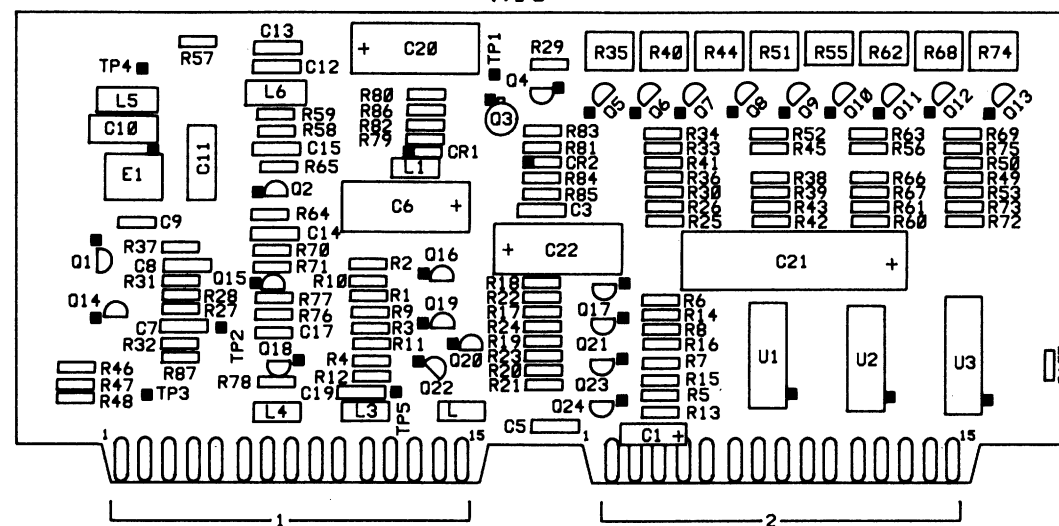 C13
R57
C12
C20
+
TP1
R29
R35
R40
R44
R51
R55
R62
R68
R74
TP4
Q4
L5
L6
R80
Q5
Q6
Q7
Q8
Q9
Q10
Q11
Q12
Q13
R59
R86
Q3
C10
R58
R82
R83
R34
R52
R63
R69
C11
C15
R79
R81
R33
R45
R56
R75
CR1
CR2
R41
R50
E1
R65
L1
R84
R36
R38
R66
R49
Q2
R85
R30
R39
R67
R53
C6
+
C3
R26
R43
R61
R73
C9
R64
R25
R42
R60
R72
C14
R37
R70
+
C22
C21
+
Q1
C8
R71
R2
Q16
R31
Q15
R10
R18
R28
R77
R1
R22
Q17
R6
Q14
R27
R76
R9
Q19
R17
R14
C7
C17
R3
R24
R8
R32
TP2
R11
Q20
R19
Q21
R16
R87
Q18
R4
R23
R7
U1
U2
U3
R46
R78
R12
Q22
R20
Q23
R15
R47
C19
R21
R5
R48
TP3
L4
L3
TP5
L
Q24
R13
C5
C1
+
1
15
1
15
1
2